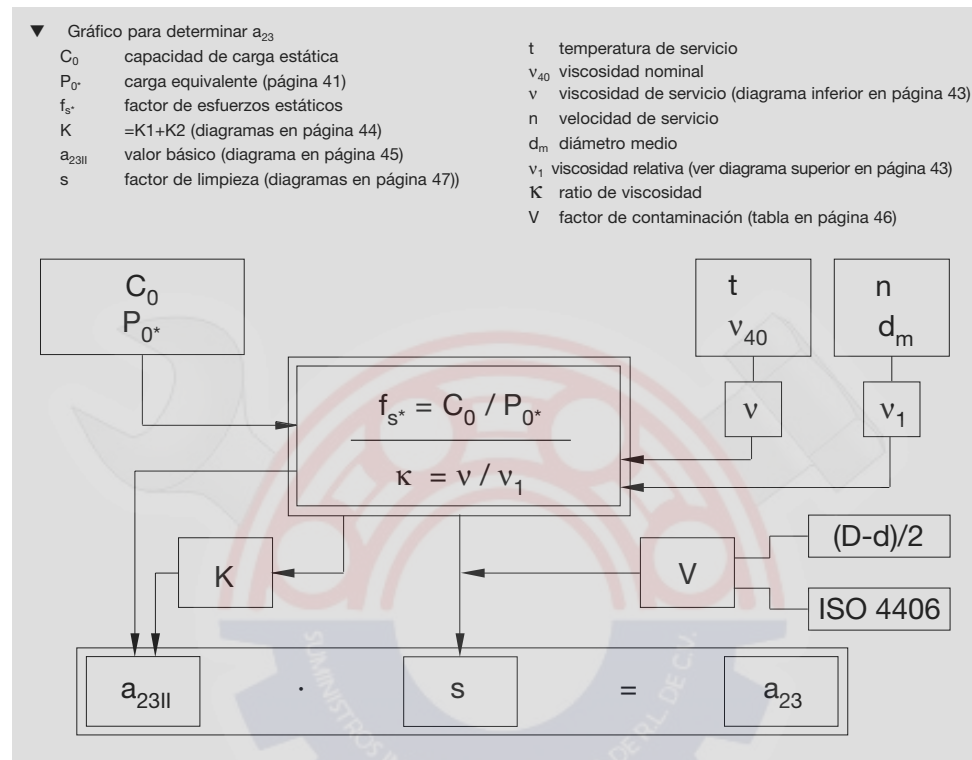 ▼ Gráfico para determinar a₂₃
C₀ capacidad de carga estática
P₀* carga equivalente (página 41)
fₛ* factor de esfuerzos estáticos
K =K1+K2 (diagramas en página 44)
a₂₃II valor básico (diagrama en página 45)
s factor de limpieza (diagramas en página 47))
t temperatura de servicio
ν₄₀ viscosidad nominal
ν viscosidad de servicio (diagrama inferior en página 43)
n velocidad de servicio
dₘ diámetro medio
ν₁ viscosidad relativa (ver diagrama superior en página 43)
κ ratio de viscosidad
V factor de contaminación (tabla en página 46)
C₀
P₀*
t
ν₄₀
n
dₘ
fₛ* = C₀ / P₀*
κ = ν / ν₁
ν
ν₁
K
V
(D-d)/2
ISO 4406
a₂₃II · s = a₂₃
SUMINISTROS DE R.L. DE C.V.